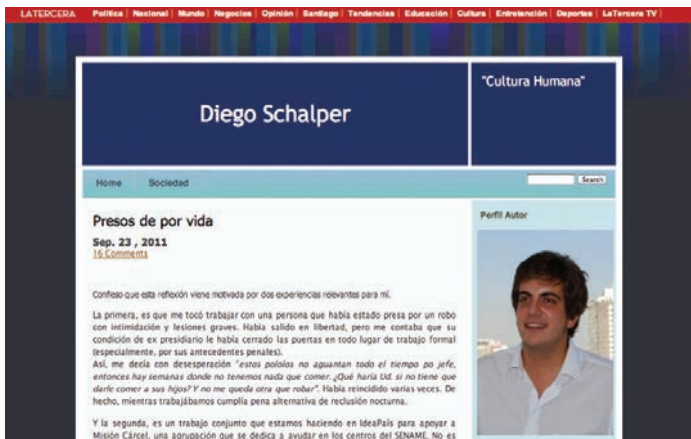 LATERCERA Política | Nacional | Mundo | Negocios | Opinión | Santiago | Tendencias | Educación | Cultura | Entretención | Deportes | LaTercera TV |
Diego Schalper
"Cultura Humana"
Home Sociedad
Search
Presos de por vida
Sep. 23 , 2011
16 Comments
Confieso que esta reflexión viene motivada por dos experiencias relevantes para mí.
La primera, es que me tocó trabajar con una persona que había estado presa por un robo
con intimidación y lesiones graves. Había salido en libertad, pero me contaba que su
condición de ex presidiario le había cerrado las puertas en todo lugar de trabajo formal
(especialmente, por sus antecedentes penales).
Así, me decía con desesperación "estos pololos no aguantan todo el tiempo po jefe,
entonces hay semanas donde no tenemos nada que comer. ¿Qué haría Ud. si no tiene que
darle comer a sus hijos? Y no me queda otra que robar". Había reincidido varias veces. De
hecho, mientras trabajábamos cumplía pena alternativa de reclusión nocturna.
Y la segunda, es un trabajo conjunto que estamos haciendo en IdeaPaís para apoyar a
Misión Cárcel, una agrupación que se dedica a ayudar en los centros del SENAME. No es
Perfil Autor